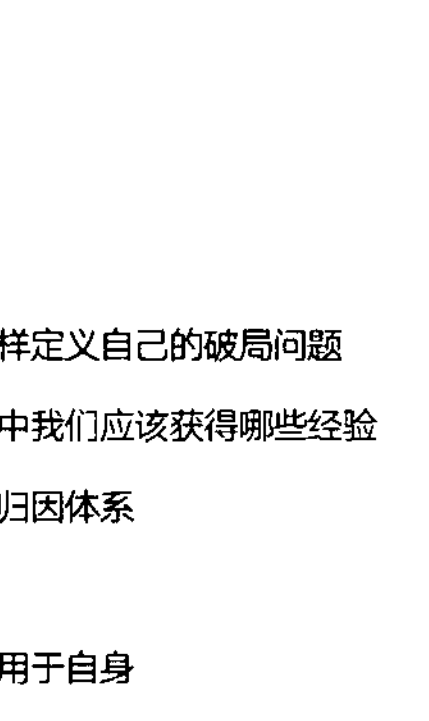 样定义自己的破局问题
中我们应该获得哪些经验
归因体系
用于自身